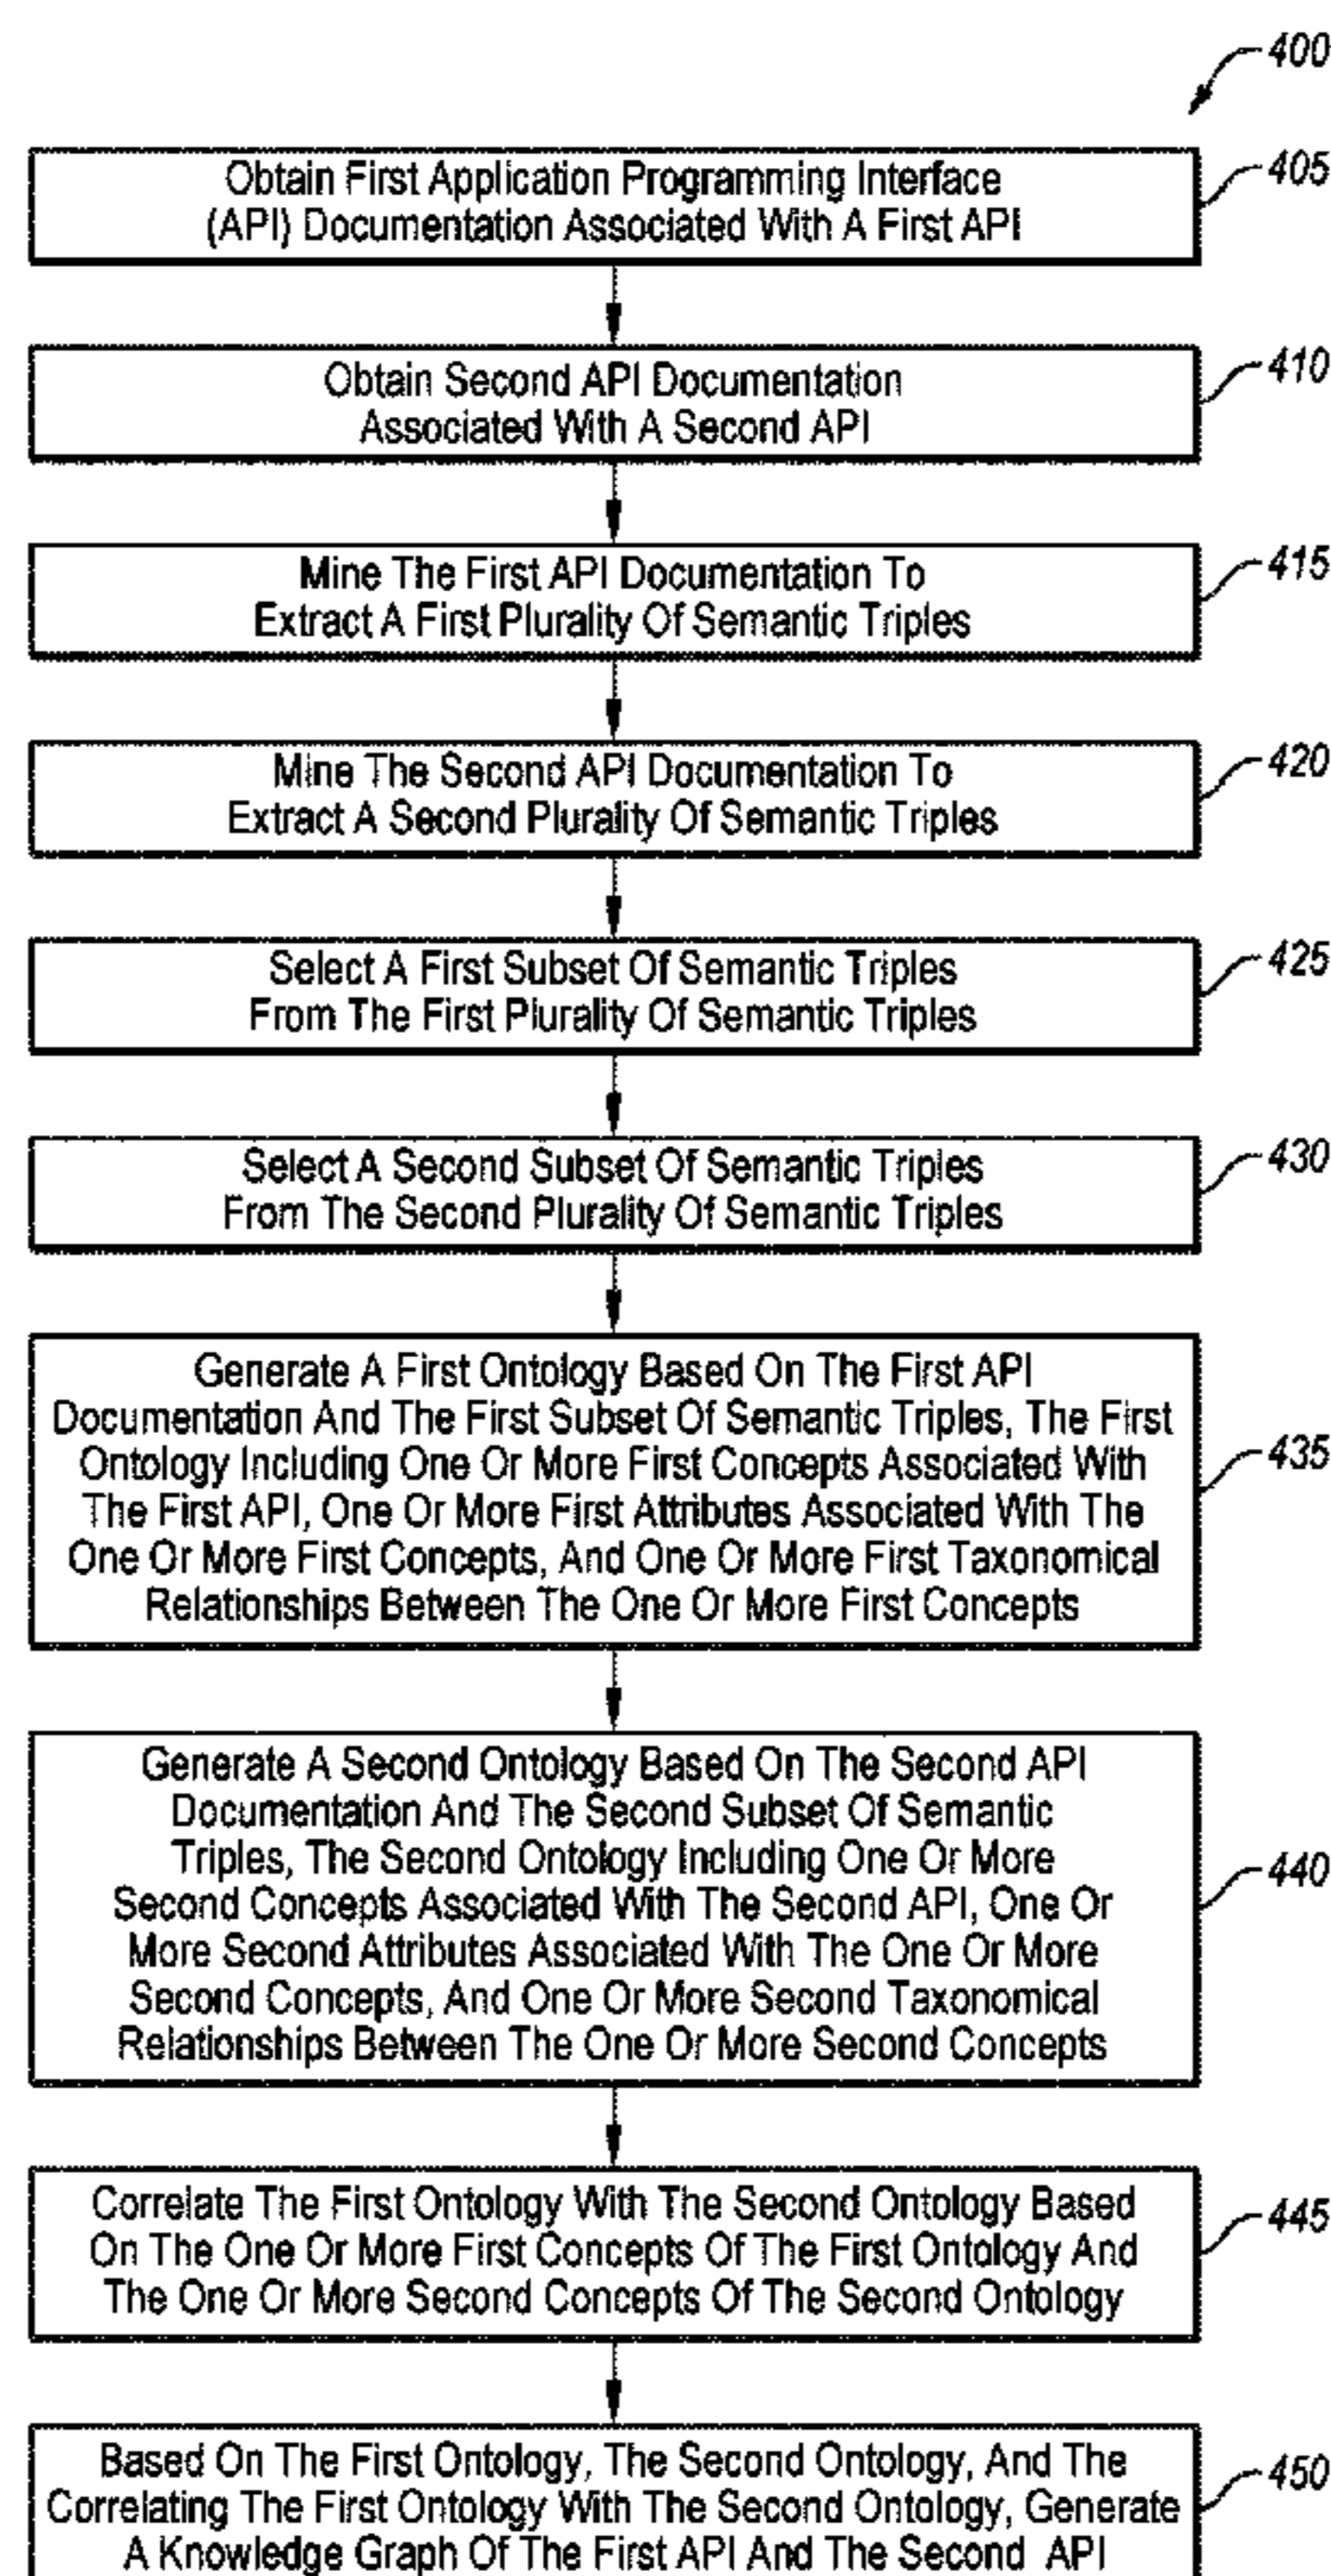 400
Obtain First Application Programming Interface
(API) Documentation Associated With A First API
405
Obtain Second API Documentation
Associated With A Second API
410
Mine The First API Documentation To
Extract A First Plurality Of Semantic Triples
415
Mine The Second API Documentation To
Extract A Second Plurality Of Semantic Triples
420
Select A First Subset Of Semantic Triples
From The First Plurality Of Semantic Triples
425
Select A Second Subset Of Semantic Triples
From The Second Plurality Of Semantic Triples
430
Generate A First Ontology Based On The First API
Documentation And The First Subset Of Semantic Triples, The First
Ontology Including One Or More First Concepts Associated With
The First API, One Or More First Attributes Associated With The
One Or More First Concepts, And One Or More First Taxonomical
Relationships Between The One Or More First Concepts
435
Generate A Second Ontology Based On The Second API
Documentation And The Second Subset Of Semantic
Triples, The Second Ontology Including One Or More
Second Concepts Associated With The Second API, One Or
More Second Attributes Associated With The One Or More
Second Concepts, And One Or More Second Taxonomical
Relationships Between The One Or More Second Concepts
440
Correlate The First Ontology With The Second Ontology Based
On The One Or More First Concepts Of The First Ontology And
The One Or More Second Concepts Of The Second Ontology
445
Based On The First Ontology, The Second Ontology, And The
Correlating The First Ontology With The Second Ontology, Generate
A Knowledge Graph Of The First API And The Second API
450